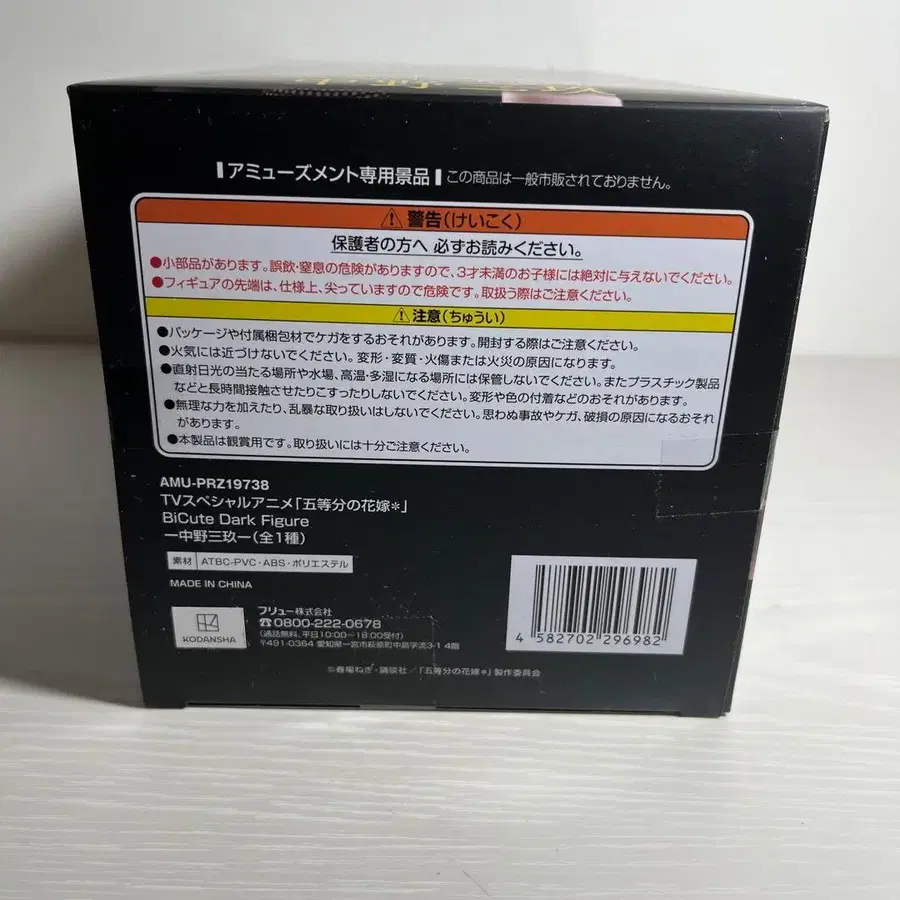 アミューズメント専用景品 この商品は一般市販されておりません。
⚠警告(けいこく)
保護者の方へ 必ずお読みください。
●小部品があります。誤飲・窒息の危険がありますので、3才未満のお子様には絶対に与えないでください。
●フィギュアの先端は、仕様上、尖っていますので危険です。取扱う際はご注意ください。
⚠注意(ちゅうい)
●パッケージや付属梱包材でケガをするおそれがあります。開封する際はご注意ください。
●火気には近づけないでください。変形・変質・火傷または火災の原因になります。
●直射日光の当たる場所や水場、高温・多湿になる場所には保管しないでください。またプラスチック製品
などと長時間接触させたりこすったりしないでください。変形や色の付着などのおそれがあります。
●無理な力を加えたり、乱暴な取り扱いはしないでください。思わぬ事故やケガ、破損の原因になるおそれ
があります。
●本製品は観賞用です。取り扱いには十分ご注意ください。
AMU-PRZ19738
TVスペシャルアニメ「五等分の花嫁*」
BiCute Dark Figure
ー中野三玖ー(全1種)
素材 ATBC-PVC・ABS・ポリエステル
MADE IN CHINA
KODANSHA
フリュー株式会社
☎0800-222-0678
(通話無料、平日10:00~18:00受付)
〒491-0364 愛知県一宮市萩原町中島字流3-1 4階
4 582702 296982
©春場ねぎ・講談社/「五等分の花嫁*」製作委員会